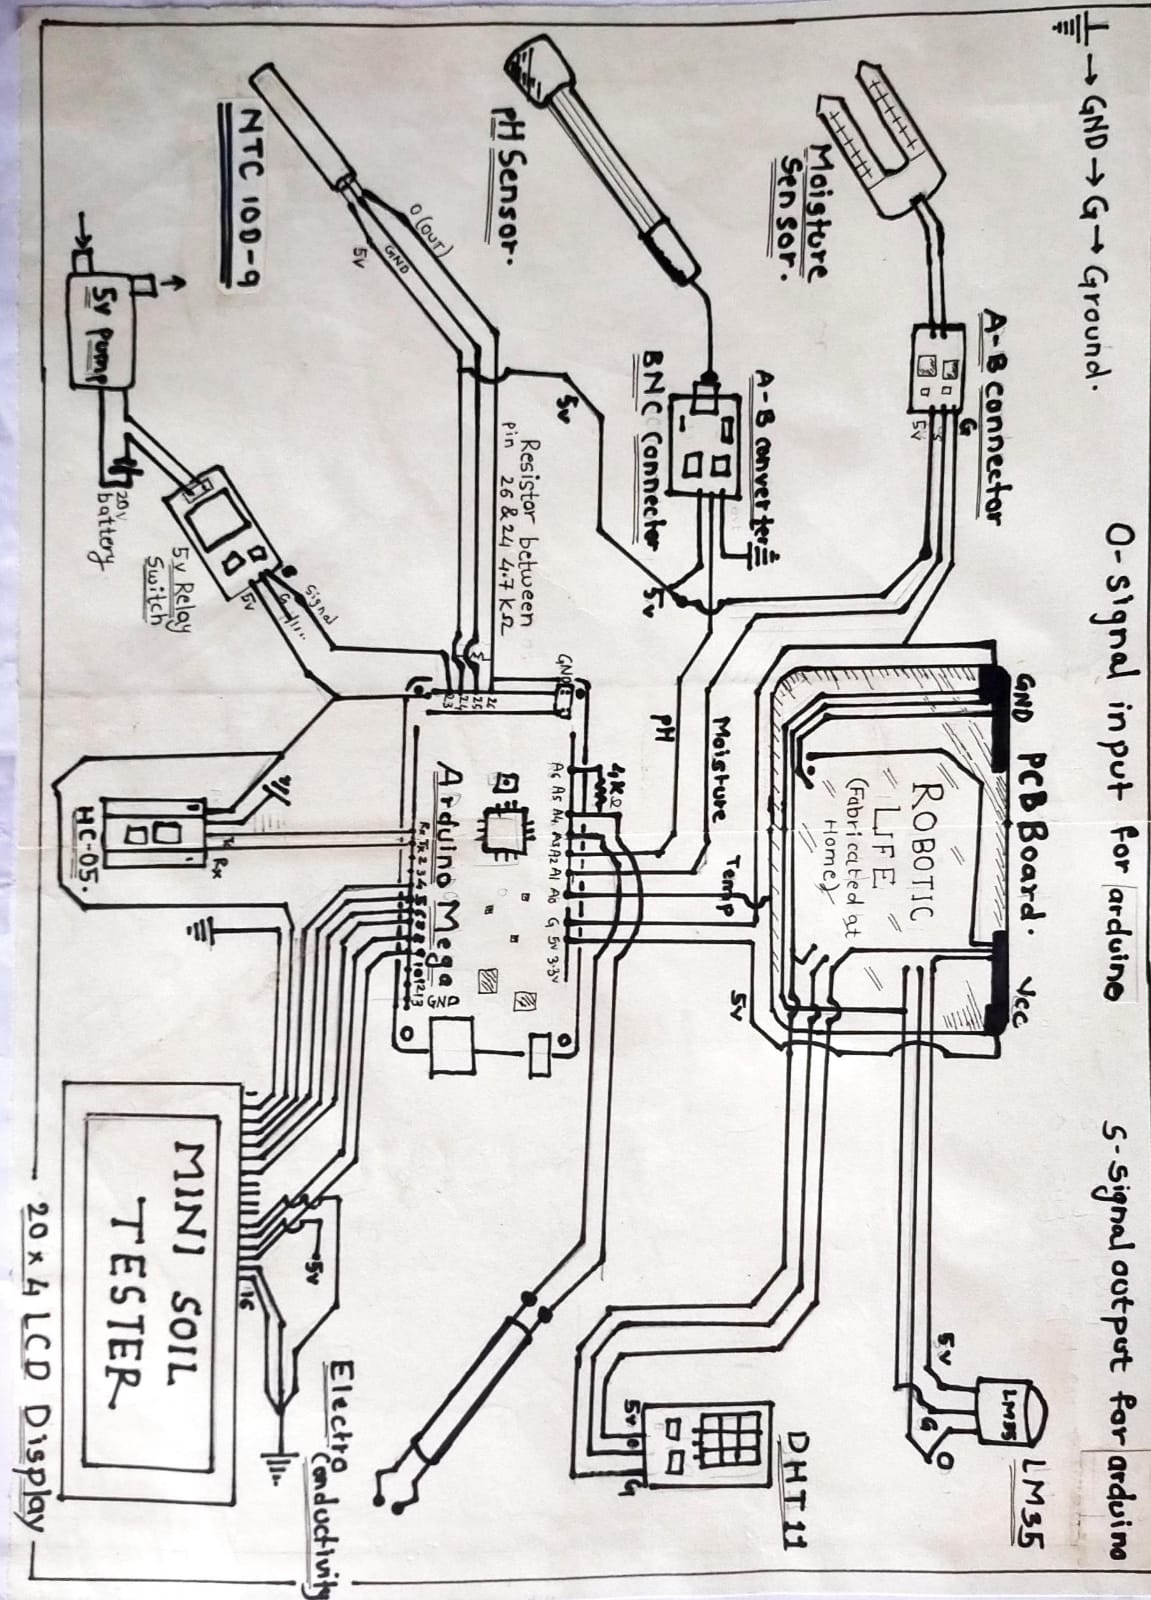 ⏚ → GND → G → Ground.
O-signal input for arduino
S-signal output for arduino
GND
PCB Board.
Vcc
LM35
LM35
5v
G
O
A-B connector
G
S
5V
ROBOTIC
LIFE
(Fabricated at
Home)
Moisture
Sensor.
DHT 11
5v
O
G
A-B converter
BNC Connector
5v
Moisture
Temp
5v
pH
4.KΩ
5v
pH Sensor.
Resistor between
pin 26 & 24 4.7 KΩ
GND
A6 A5 A4 A3 A2 A1 A0 G 5v 3.3v
26
25
24
23
Arduino Mega
GND
Rx Tx 2 3 4 5 6 7 8 9 10 11 12 13
O (OUT)
GND
5V
NTC 10D-9
Signal
G
5V
5v Relay
Switch
20v
battery
5v pump
Tx
Rx
HC-05.
Electro
Conductivity
5v
1
16
MINI SOIL
TESTER
20 x 4 LCD Display